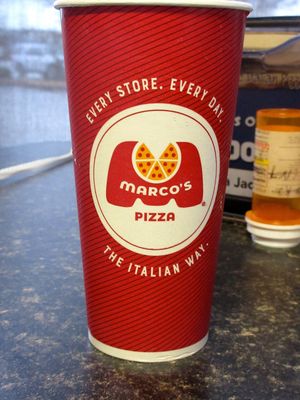 EVERY STORE. EVERY DAY.
MARCO'S
PIZZA
THE ITALIAN WAY.